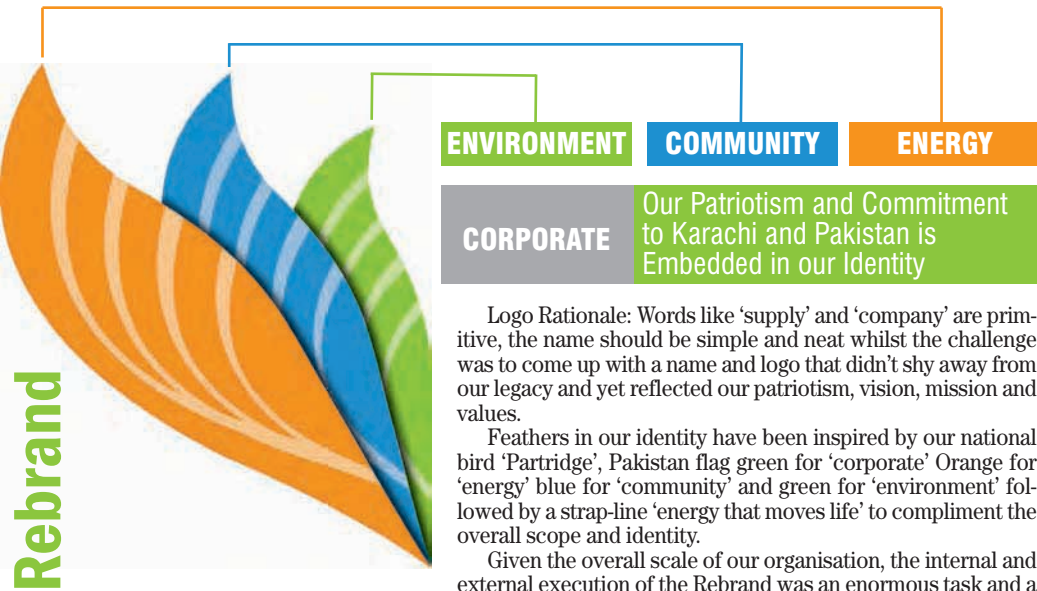 Rebrand
ENVIRONMENT
COMMUNITY
ENERGY
CORPORATE
Our Patriotism and Commitment
to Karachi and Pakistan is
Embedded in our Identity
Logo Rationale: Words like ‘supply’ and ‘company’ are prim-
itive, the name should be simple and neat whilst the challenge
was to come up with a name and logo that didn’t shy away from
our legacy and yet reflected our patriotism, vision, mission and
values.
Feathers in our identity have been inspired by our national
bird ‘Partridge’, Pakistan flag green for ‘corporate’ Orange for
‘energy’ blue for ‘community’ and green for ‘environment’ fol-
lowed by a strap-line ‘energy that moves life’ to compliment the
overall scope and identity.
Given the overall scale of our organisation, the internal and
external execution of the Rebrand was an enormous task and a